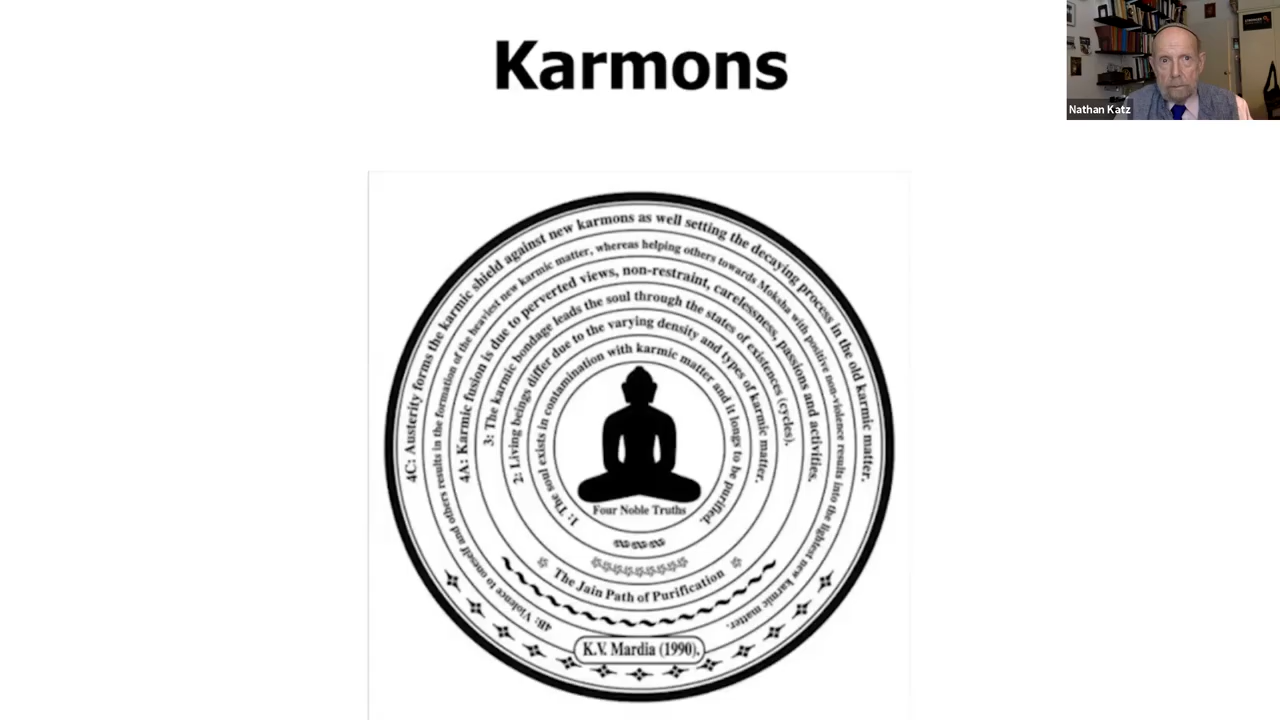 Karmons
Nathan Katz
4C: Austerity forms the karmic shield against new karmons as well setting the decaying process in the old karmic matter.
4B: Violence to oneself and others results in the formation of the heaviest new karmic matter, whereas helping others towards Moksha with positive non-violence results into the lightest new karmic matter.
4A: Karmic fusion is due to perverted views, non-restraint, carelessness, passions and activities.
3: The karmic bondage leads the soul through the states of existences (cycles).
2: Living beings differ due to the varying density and types of karmic matter.
1: The soul exists in contamination with karmic matter and it longs to be purified.
Four Noble Truths
The Jain Path of Purification
K.V. Mardia (1990).